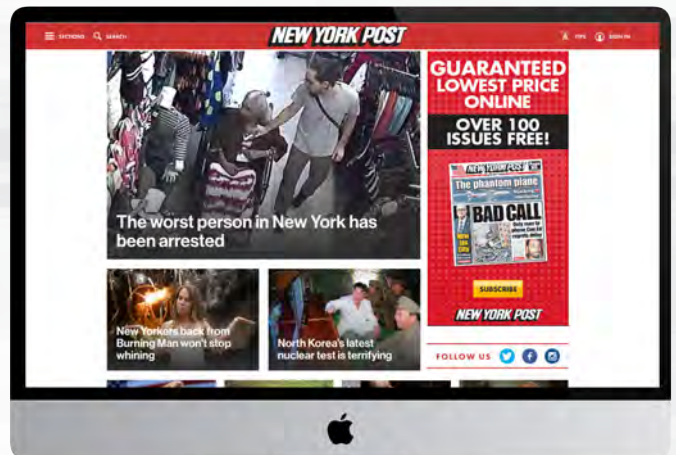 SECTIONS
SEARCH
NEW YORK POST
TIPS
SIGN IN
The worst person in New York has
been arrested
New Yorkers back from
Burning Man won't stop
whining
North Korea's latest
nuclear test is terrifying
GUARANTEED
LOWEST PRICE
ONLINE
OVER 100
ISSUES FREE!
NEW YORK POST
The phantom plane
BAD CALL
SUBSCRIBE
NEW YORK POST
FOLLOW US